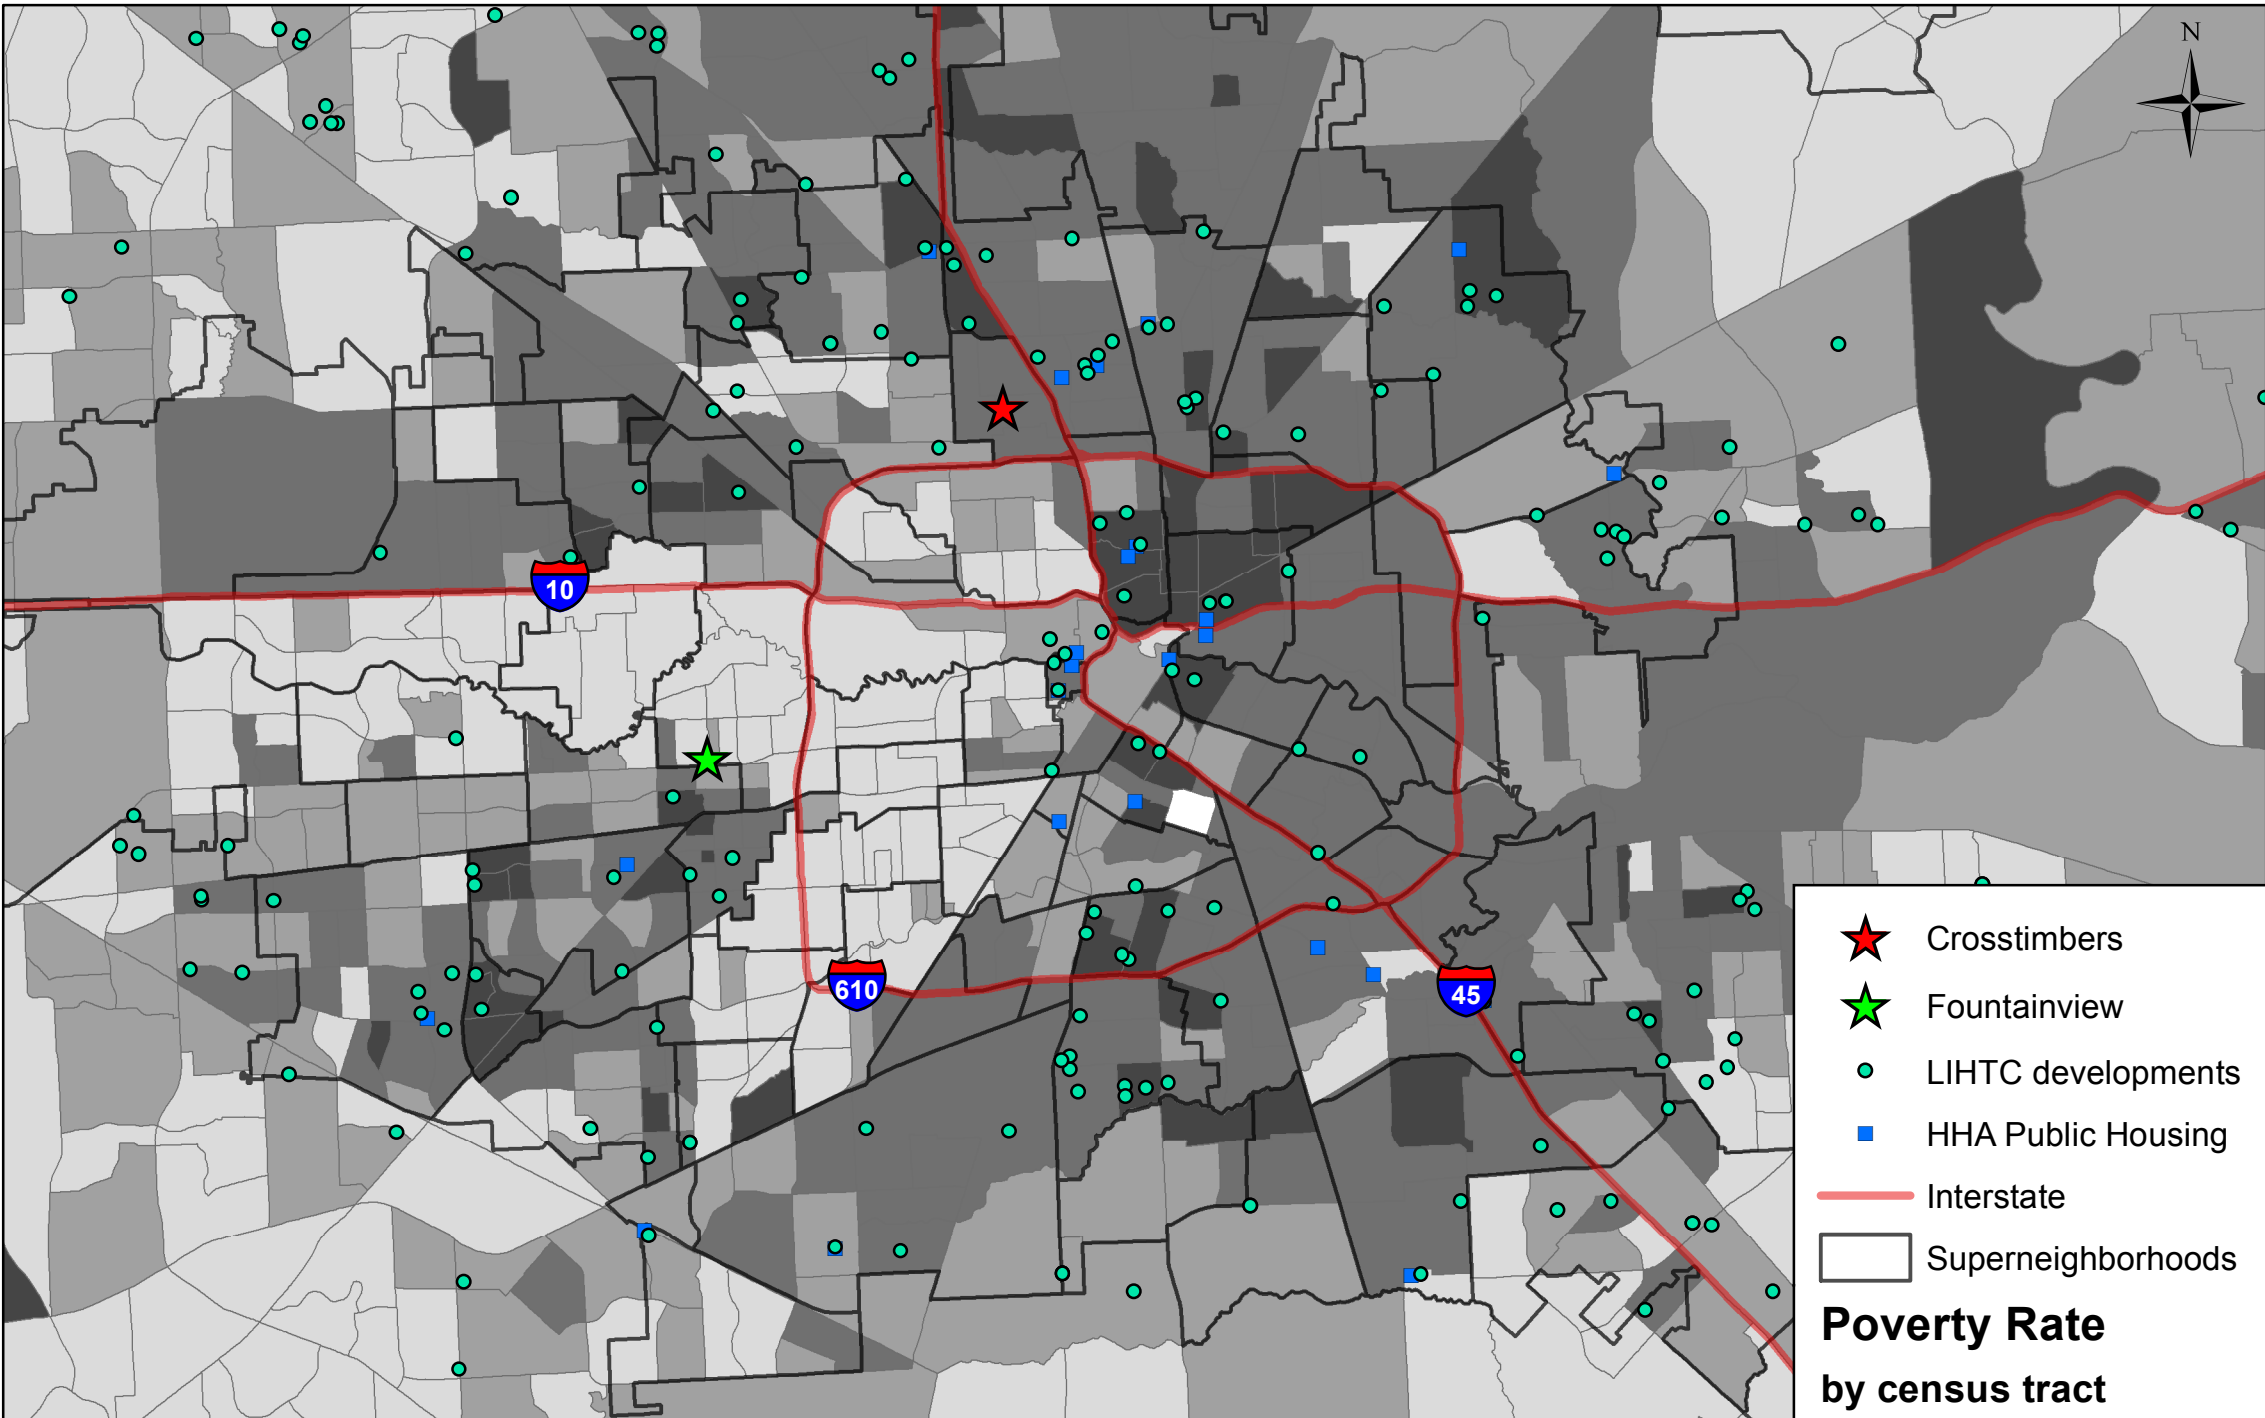 N
10
610
45
Crosstimbers
Fountainview
LIHTC developments
HHA Public Housing
Interstate
Superneighborhoods
Poverty Rate
by census tract